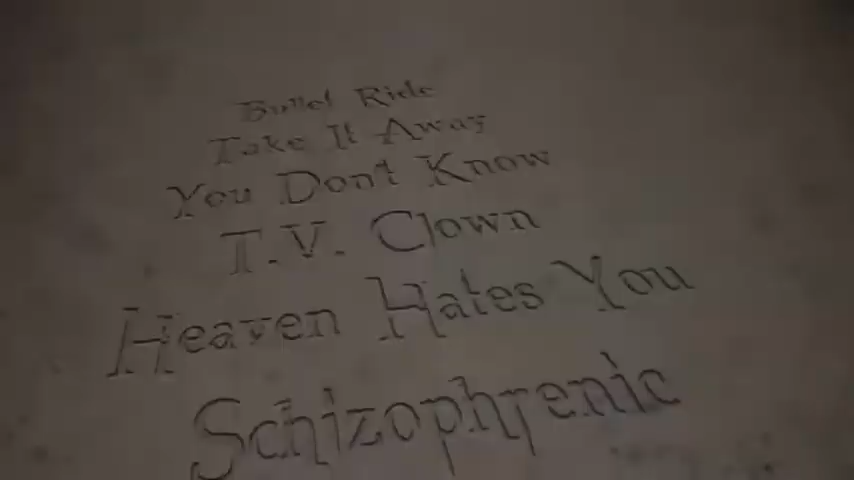 Bullet Ride
Take It Away
You Dont Know
T.V. Clown
Heaven Hates You
Schizophrenic